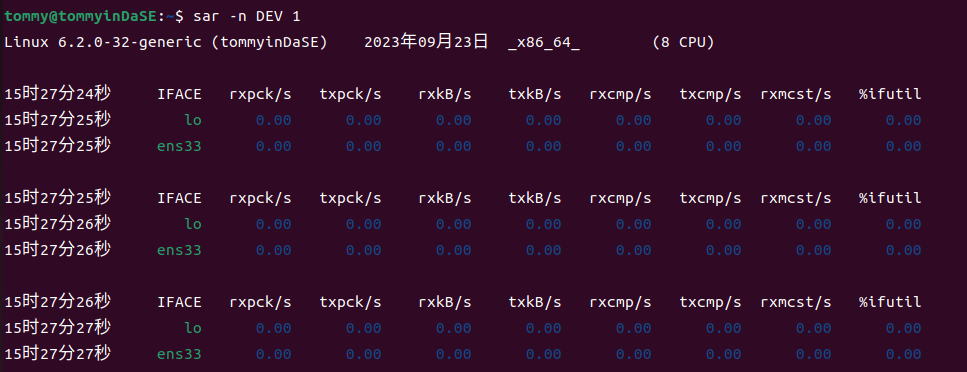 tommy@tommyinDaSE:~$ sar -n DEV 1
Linux 6.2.0-32-generic (tommyinDaSE) 2023年09月23日 _x86_64_ (8 CPU)
15时27分24秒 IFACE rxpck/s txpck/s rxkB/s txkB/s rxcmp/s txcmp/s rxmcst/s %ifutil
15时27分25秒 lo 0.00 0.00 0.00 0.00 0.00 0.00 0.00 0.00
15时27分25秒 ens33 0.00 0.00 0.00 0.00 0.00 0.00 0.00 0.00
15时27分25秒 IFACE rxpck/s txpck/s rxkB/s txkB/s rxcmp/s txcmp/s rxmcst/s %ifutil
15时27分26秒 lo 0.00 0.00 0.00 0.00 0.00 0.00 0.00 0.00
15时27分26秒 ens33 0.00 0.00 0.00 0.00 0.00 0.00 0.00 0.00
15时27分26秒 IFACE rxpck/s txpck/s rxkB/s txkB/s rxcmp/s txcmp/s rxmcst/s %ifutil
15时27分27秒 lo 0.00 0.00 0.00 0.00 0.00 0.00 0.00 0.00
15时27分27秒 ens33 0.00 0.00 0.00 0.00 0.00 0.00 0.00 0.00